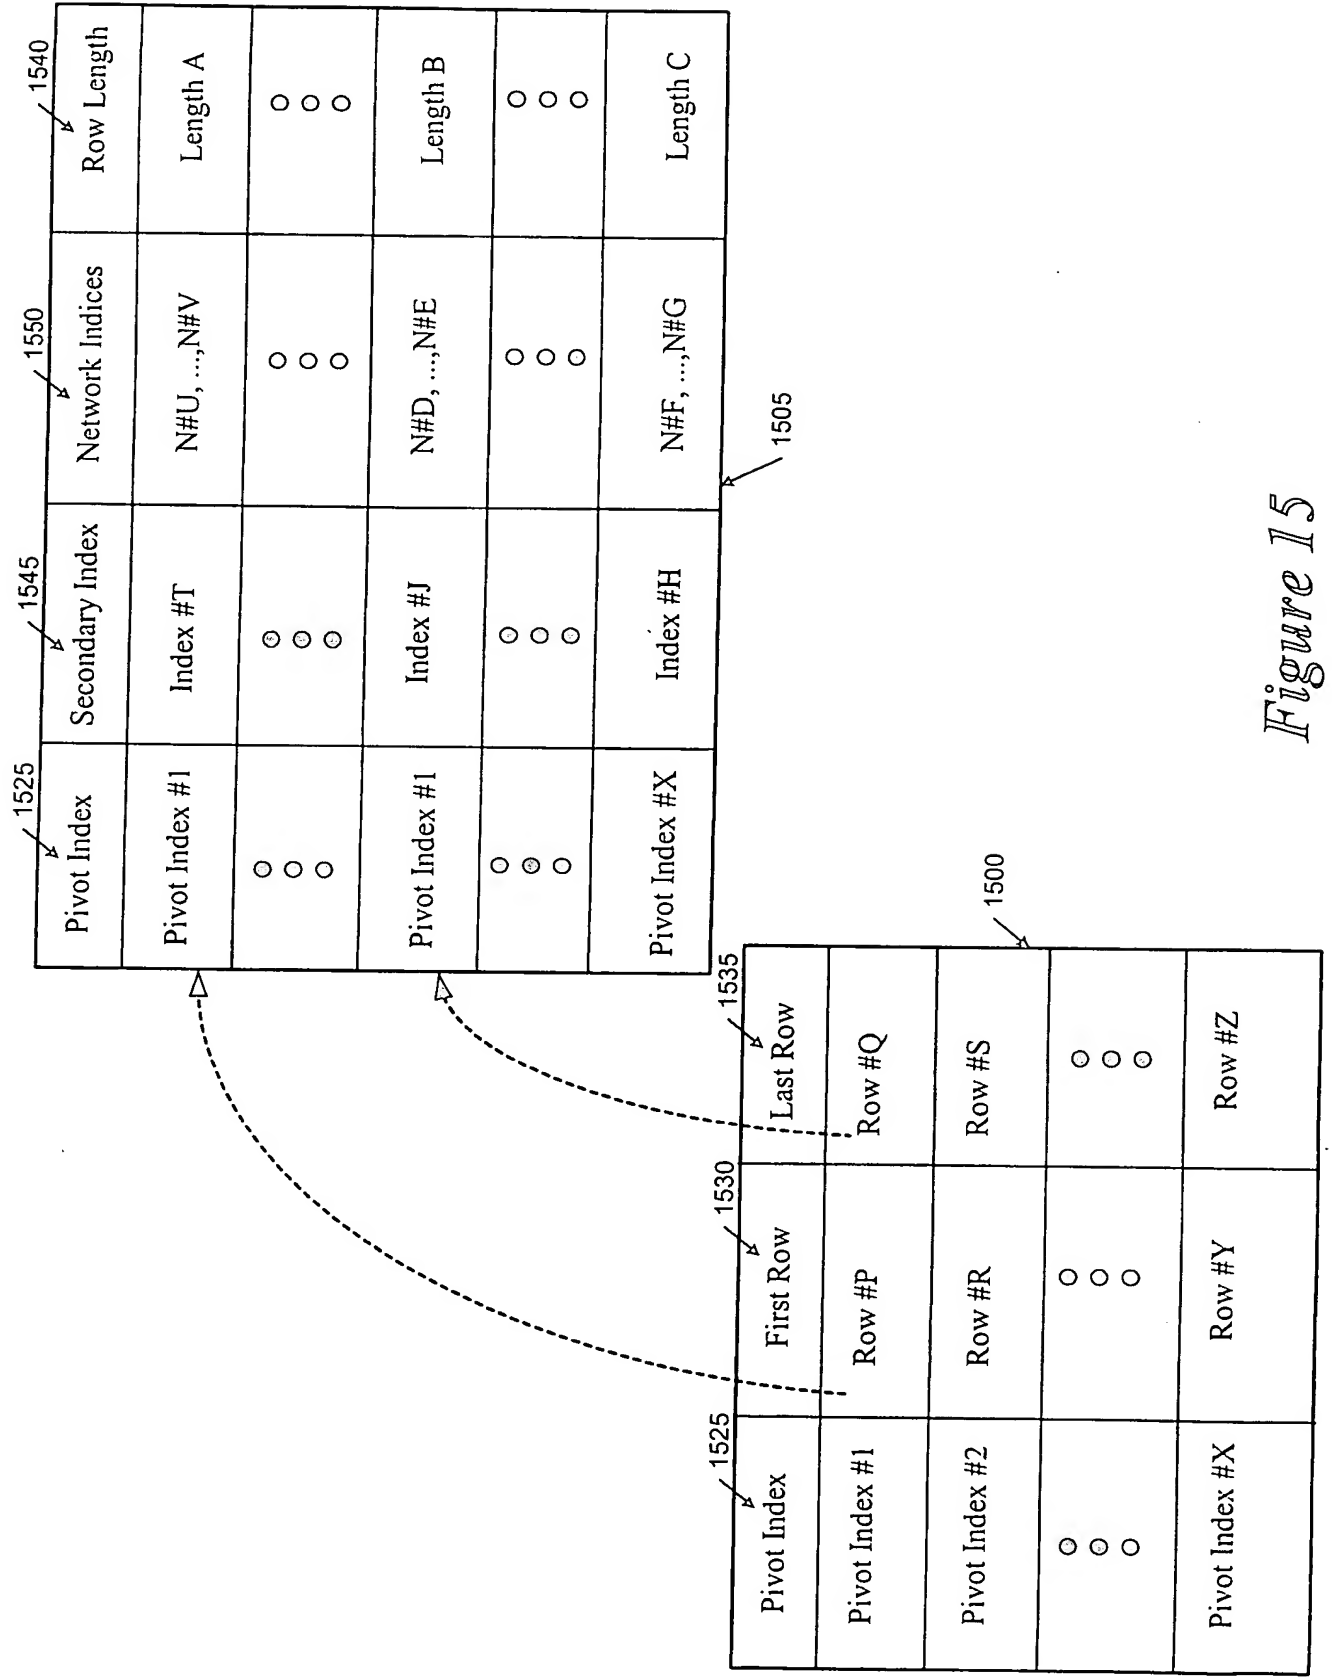 1525
1545
1550
1540
Pivot Index
Secondary Index
Network Indices
Row Length
Pivot Index #1
Index #T
N#U, ...,N#V
Length A
Pivot Index #1
Index #J
N#D, ...,N#E
Length B
Pivot Index #X
Index #H
N#F, ...,N#G
Length C
1505
1525
1530
1535
1500
Pivot Index
First Row
Last Row
Pivot Index #1
Row #P
Row #Q
Pivot Index #2
Row #R
Row #S
Pivot Index #X
Row #Y
Row #Z
Figure 15